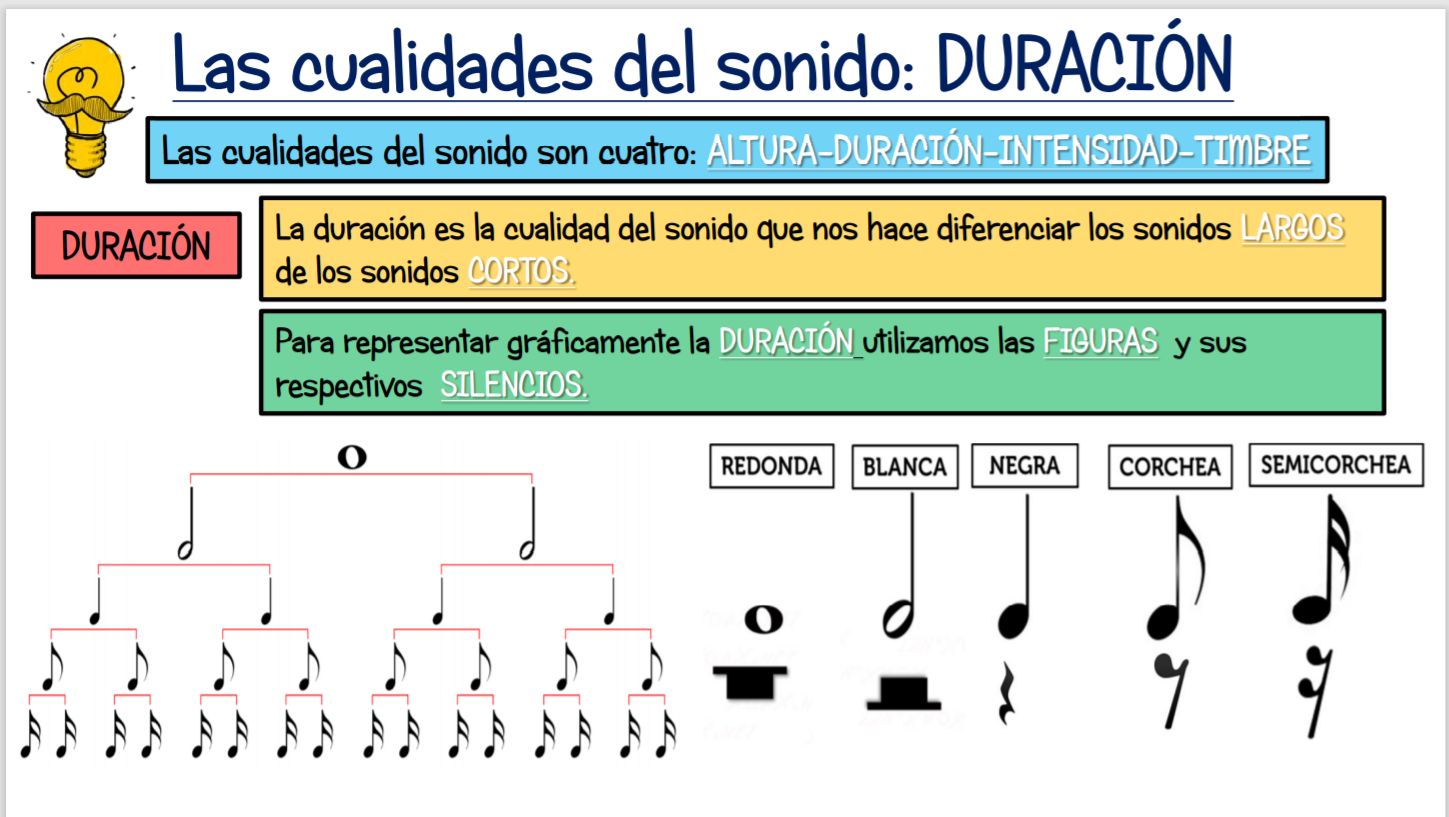 Las cualidades del sonido: DURACIÓN
Las cualidades del sonido son cuatro: ALTURA-DURACIÓN-INTENSIDAD-TIMBRE
DURACIÓN
La duración es la cualidad del sonido que nos hace diferenciar los sonidos LARGOS
de los sonidos CORTOS.
Para representar gráficamente la DURACIÓN utilizamos las FIGURAS y sus
respectivos SILENCIOS.
REDONDA
BLANCA
NEGRA
CORCHEA
SEMICORCHEA